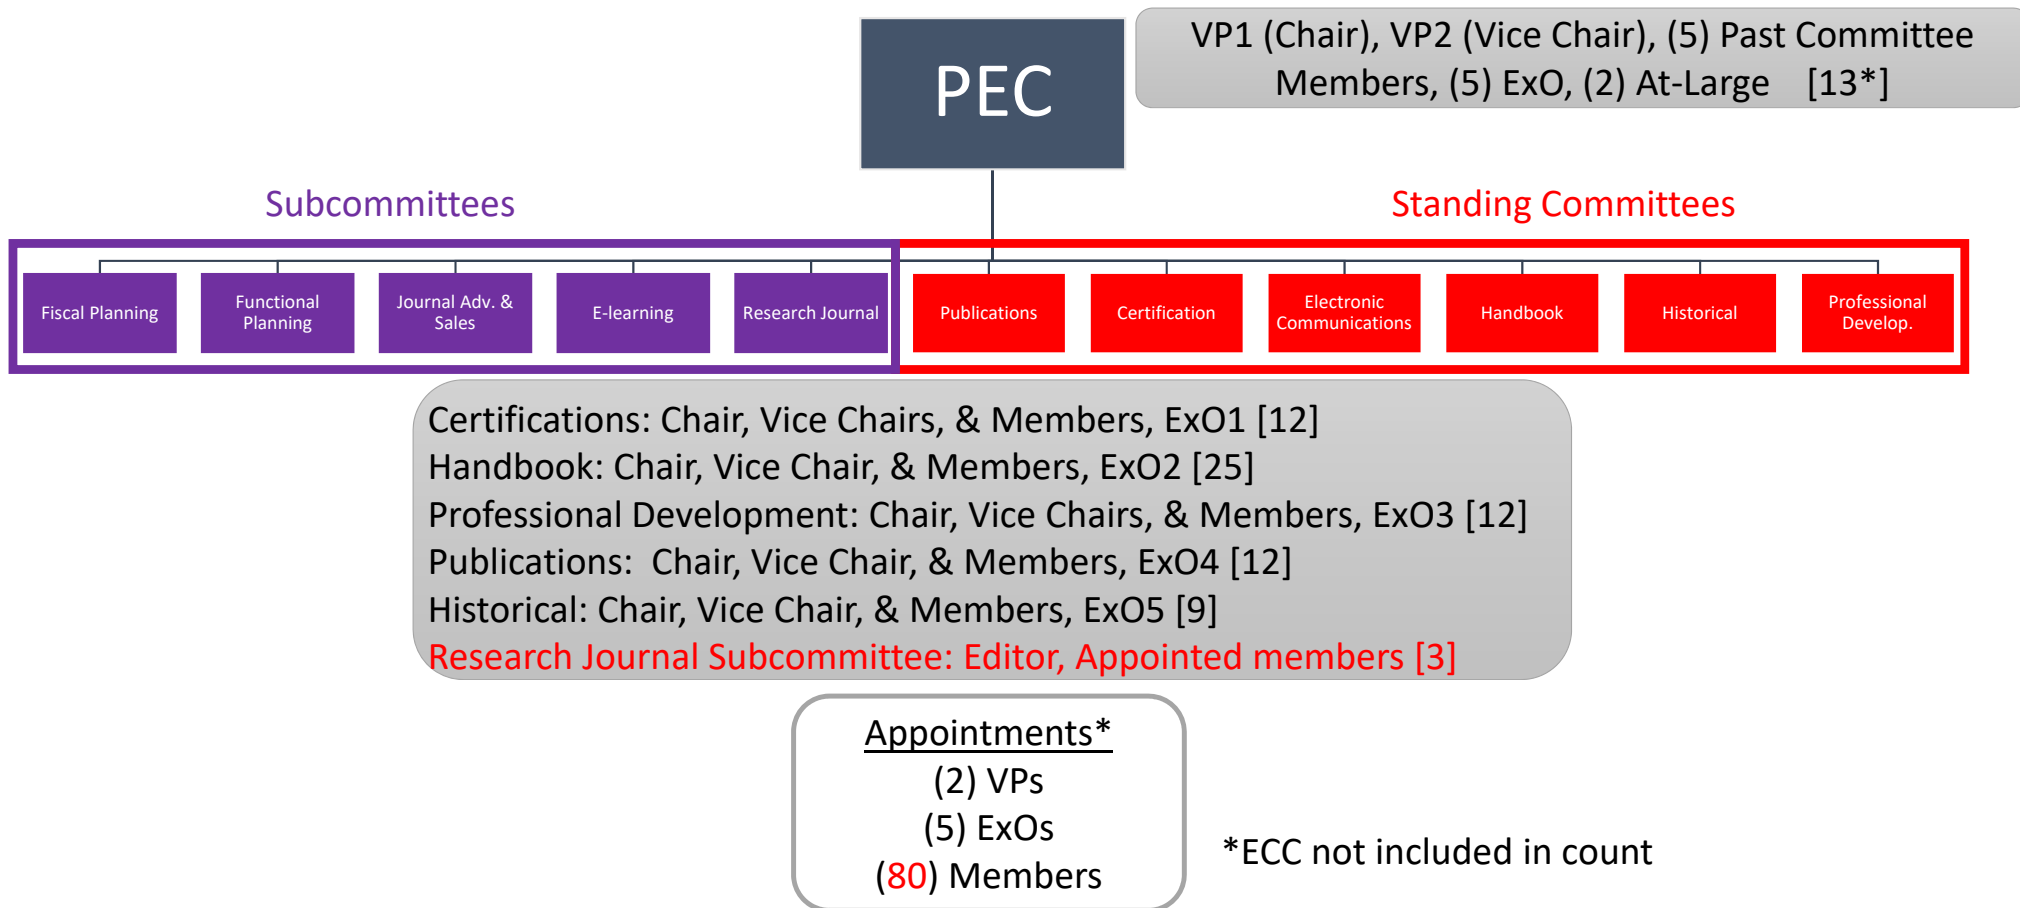 PEC
VP1 (Chair), VP2 (Vice Chair), (5) Past Committee
Members, (5) ExO, (2) At-Large [13*]
Subcommittees
Standing Committees
Fiscal Planning
Functional
Planning
Journal Adv. &
Sales
E-learning
Research Journal
Publications
Certification
Electronic
Communications
Handbook
Historical
Professional
Develop.
Certifications: Chair, Vice Chairs, & Members, ExO1 [12]
Handbook: Chair, Vice Chair, & Members, ExO2 [25]
Professional Development: Chair, Vice Chairs, & Members, ExO3 [12]
Publications: Chair, Vice Chair, & Members, ExO4 [12]
Historical: Chair, Vice Chair, & Members, ExO5 [9]
Research Journal Subcommittee: Editor, Appointed members [3]
Appointments*
(2) VPs
(5) ExOs
(80) Members
*ECC not included in count